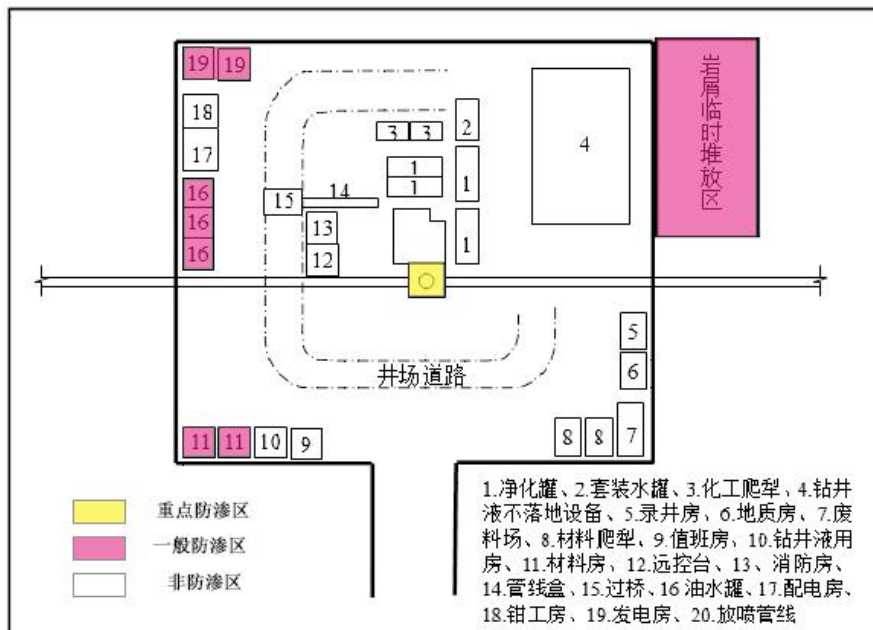 19 19
18
17
16
16
16
15
14
13
12
3 3
2
1
1
1
1
4
岩屑临时堆放区
5
6
7
8 8
井场道路
11 11 10 9
重点防渗区
一般防渗区
非防渗区
1.净化罐、2.套装水罐、3.化工爬犁、4.钻井
液不落地设备、5.录井房、6.地质房、7.废
料场、8.材料爬犁、9.值班房、10.钻井液用
房、11.材料房、12.远控台、13、消防房、
14.管线盒、15.过桥、16油水罐、17.配电房、
18.钳工房、19.发电房、20.放喷管线